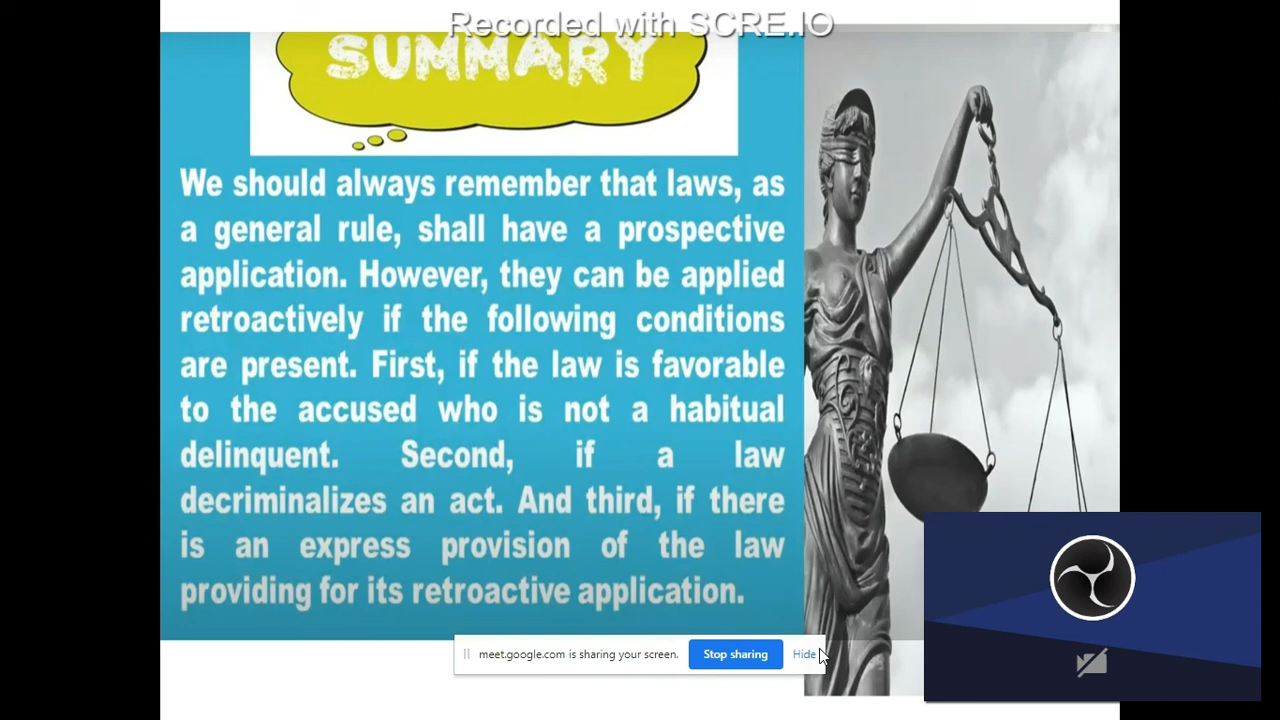 Recorded with SCRE.IO
SUMMARY
We should always remember that laws, as
a general rule, shall have a prospective
application. However, they can be applied
retroactively if the following conditions
are present. First, if the law is favorable
to the accused who is not a habitual
delinquent. Second, if a law
decriminalizes an act. And third, if there
is an express provision of the law
providing for its retroactive application.
meet.google.com is sharing your screen.
Stop sharing
Hide